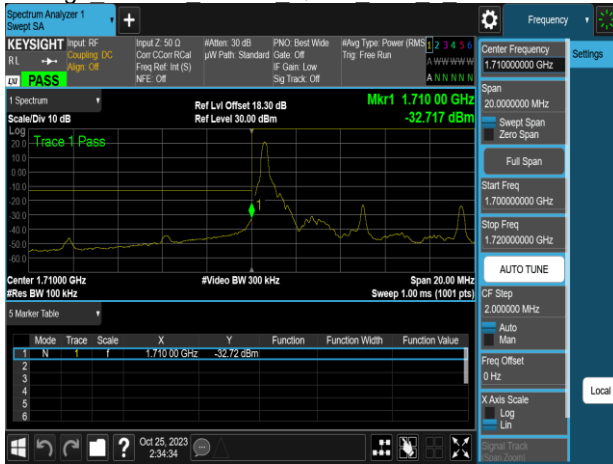 Spectrum Analyzer 1
Swept SA
Frequency
KEYSIGHT
Input: RF
Coupling: DC
Align: Off
Input Z: 50 Ω
Corr CCorr RCal
Freq Ref: Int (S)
NFE: Off
#Atten: 30 dB
µW Path: Standard
PNO: Best Wide
Gate: Off
IF Gain: Low
Sig Track: Off
#Avg Type: Power (RMS
Trig: Free Run
1 2 3 4 5 6
A W W W W W
A N N N N N
RL
LXI
PASS
1 Spectrum
Scale/Div 10 dB
Ref Lvl Offset 18.30 dB
Ref Level 30.00 dBm
Mkr1 1.710 00 GHz
-32.717 dBm
Log
Trace 1 Pass
20.0
10.0
0.00
-10.0
-20.0
-30.0
-40.0
-50.0
-60.0
1
Center 1.71000 GHz
#Res BW 100 kHz
#Video BW 300 kHz
Span 20.00 MHz
Sweep 1.00 ms (1001 pts)
5 Marker Table
Mode Trace Scale X Y Function Function Width Function Value
1 N 1 f 1.710 00 GHz -32.72 dBm
2
3
4
5
6
Oct 25, 2023
2:34:34
Center Frequency
1.710000000 GHz
Settings
Span
20.0000000 MHz
Swept Span
Zero Span
Full Span
Start Freq
1.700000000 GHz
Stop Freq
1.720000000 GHz
AUTO TUNE
CF Step
2.000000 MHz
Auto
Man
Freq Offset
0 Hz
Local
X Axis Scale
Log
Lin
Signal Track
(Span Zoom)